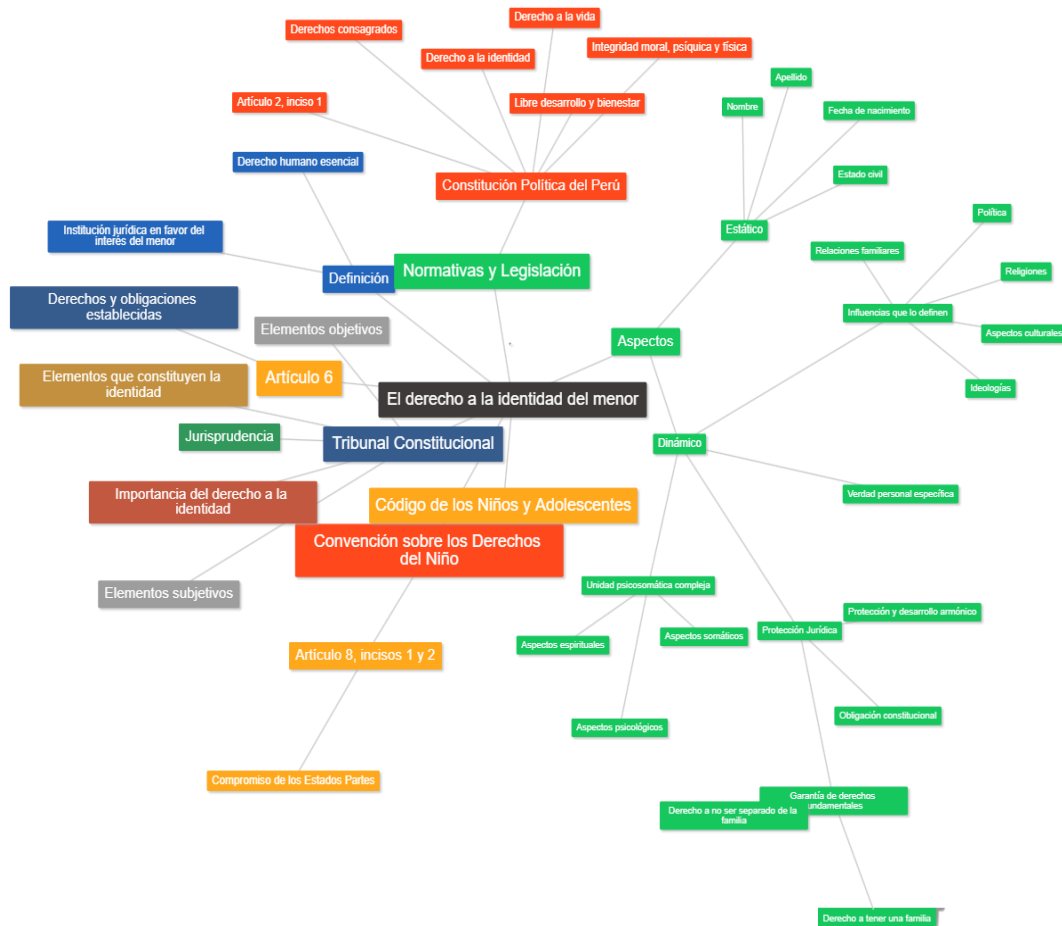 Derecho a la vida
Derechos consagrados
Integridad moral, psíquica y física
Derecho a la identidad
Apellido
Artículo 2, inciso 1
Libre desarrollo y bienestar
Nombre
Fecha de nacimiento
Derecho humano esencial
Constitución Política del Perú
Estado civil
Política
Institución jurídica en favor del
interés del menor
Estático
Relaciones familiares
Definición
Normativas y Legislación
Religiones
Derechos y obligaciones
establecidas
Influencias que lo definen
Elementos objetivos
Aspectos
Aspectos culturales
Artículo 6
Elementos que constituyen la
identidad
El derecho a la identidad del menor
Ideologías
Jurisprudencia
Tribunal Constitucional
Dinámico
Importancia del derecho a la
identidad
Código de los Niños y Adolescentes
Verdad personal específica
Convención sobre los Derechos
del Niño
Elementos subjetivos
Unidad psicosomática compleja
Protección y desarrollo armónico
Protección Jurídica
Aspectos espirituales
Aspectos somáticos
Artículo 8, incisos 1 y 2
Obligación constitucional
Aspectos psicológicos
Compromiso de los Estados Partes
Garantía de derechos
Derecho a no ser separado de la
familia
Derecho a tener una familia